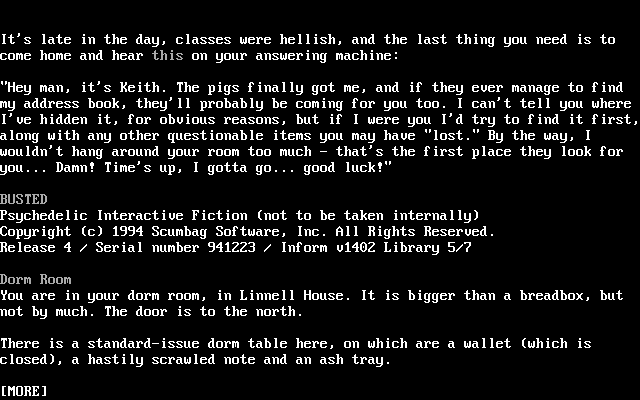 It's late in the day, classes were hellish, and the last thing you need is to
come home and hear this on your answering machine:
"Hey man, it's Keith. The pigs finally got me, and if they ever manage to find
my address book, they'll probably be coming for you too. I can't tell you where
I've hidden it, for obvious reasons, but if I were you I'd try to find it first,
along with any other questionable items you may have "lost." By the way, I
wouldn't hang around your room too much - that's the first place they look for
you... Damn! Time's up, I gotta go... good luck!"
BUSTED
Psychedelic Interactive Fiction (not to be taken internally)
Copyright (c) 1994 Scumbag Software, Inc. All Rights Reserved.
Release 4 / Serial number 941223 / Inform v1402 Library 5/7
Dorm Room
You are in your dorm room, in Linnell House. It is bigger than a breadbox, but
not by much. The door is to the north.
There is a standard-issue dorm table here, on which are a wallet (which is
closed), a hastily scrawled note and an ash tray.
[MORE]